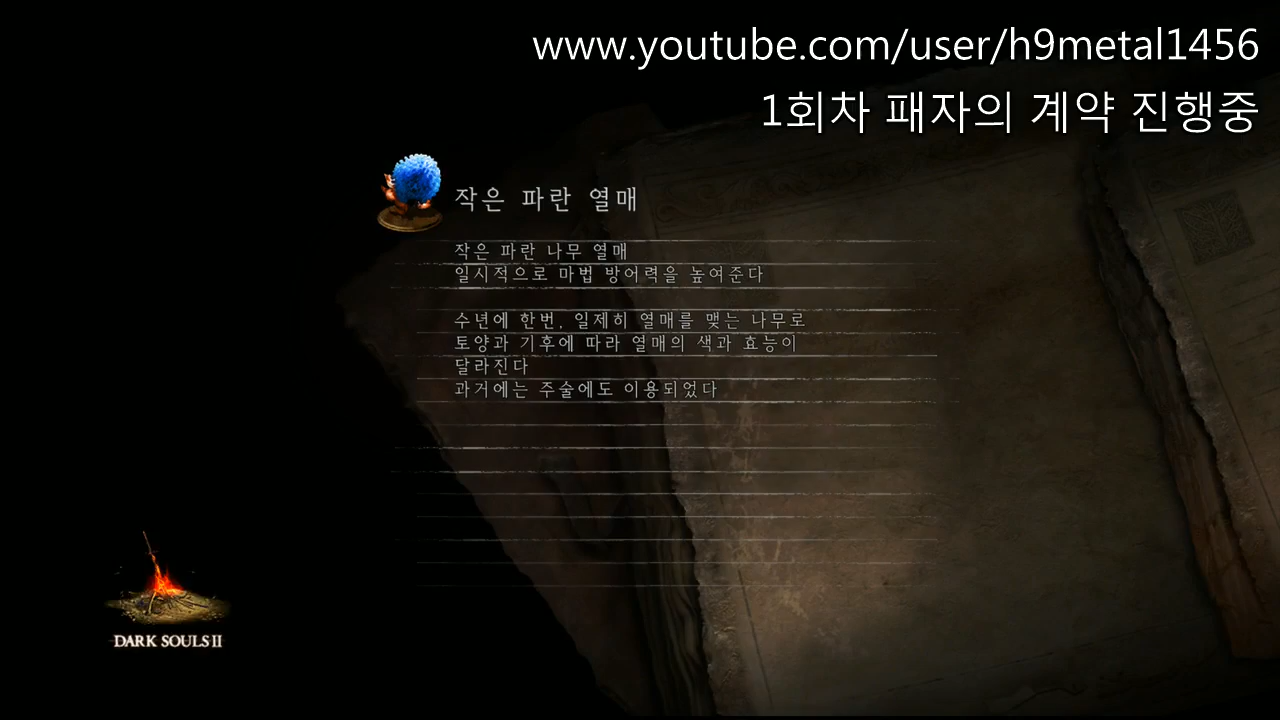 www.youtube.com/user/h9metal1456
1회차 패자의 계약 진행중
작은 파란 열매
작은 파란 나무 열매
일시적으로 마법 방어력을 높여준다
수년에 한번, 일제히 열매를 맺는 나무로
토양과 기후에 따라 열매의 색과 효능이
달라진다
과거에는 주술에도 이용되었다
DARK SOULS II